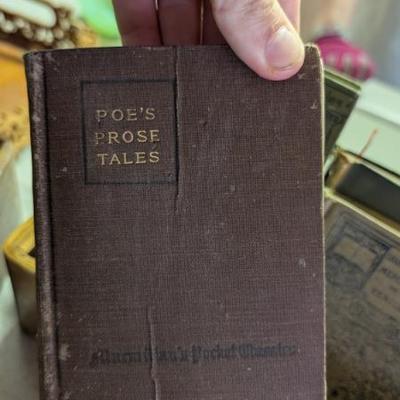 POE'S
PROSE
TALES
Macmillan's Pocket Classics